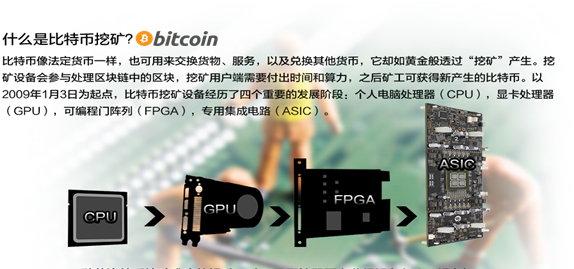 什么是比特币挖矿? bitcoin
比特币像法定货币一样，也可用来交换货物、服务，以及兑换其他货币，它却如黄金般透过“挖矿”产生。挖
矿设备会参与处理区块链中的区块，挖矿用户端需要付出时间和算力，之后矿工可获得新产生的比特币。以
2009年1月3日为起点，比特币挖矿设备经历了四个重要的发展阶段：个人电脑处理器（CPU），显卡处理器
（GPU），可编程门阵列（FPGA），专用集成电路（ASIC）。
CPU
GPU
FPGA
ASIC